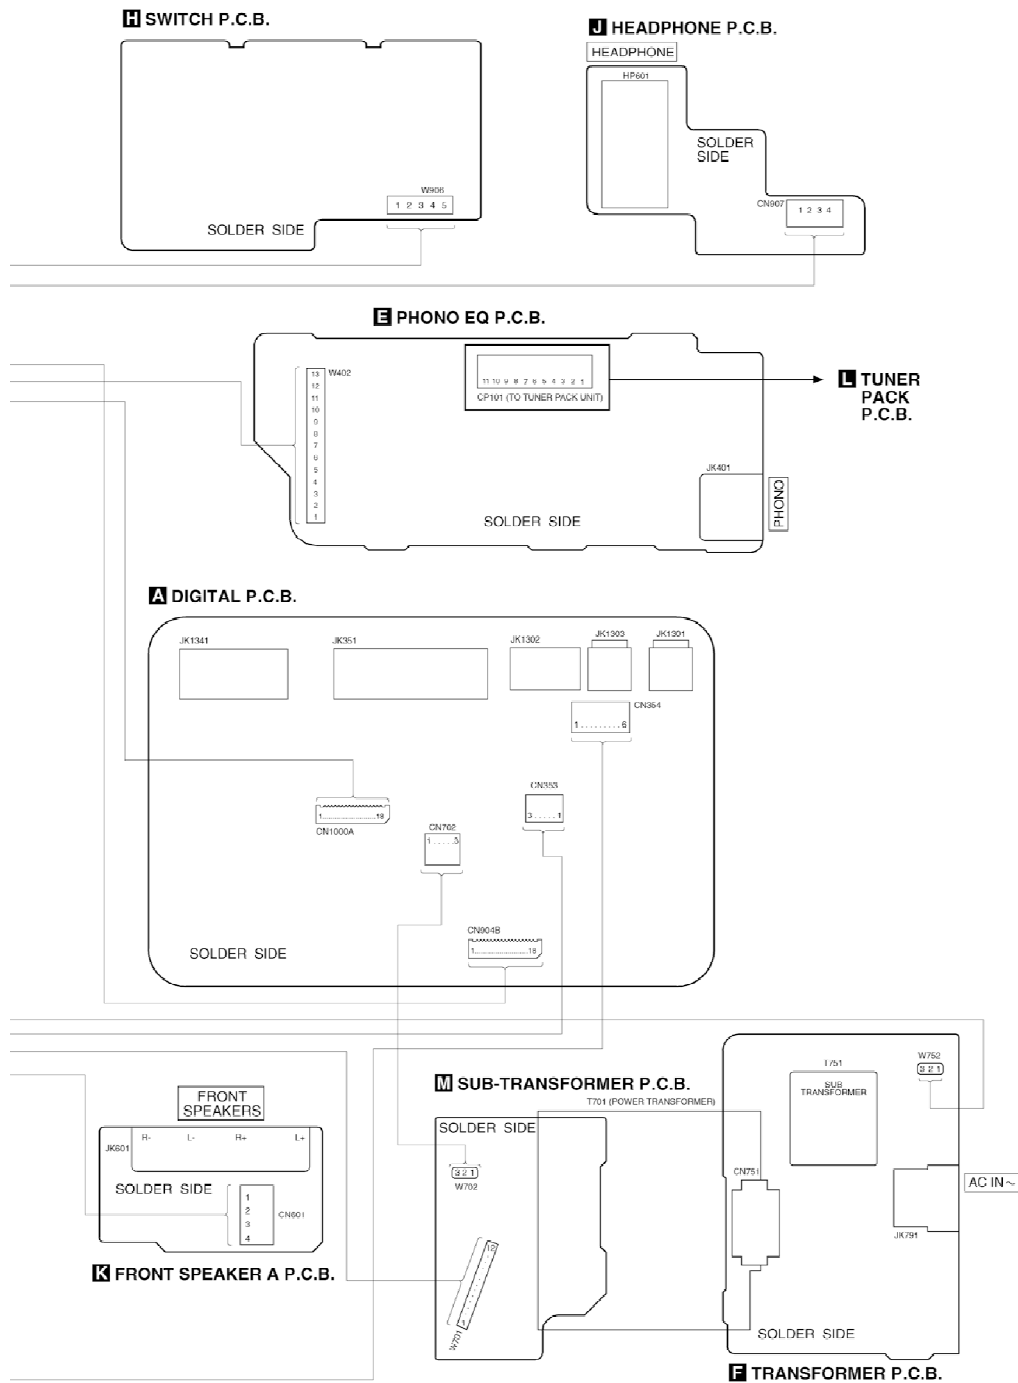 H SWITCH P.C.B.
W906
1 2 3 4 5
SOLDER SIDE
J HEADPHONE P.C.B.
HEADPHONE
HP601
SOLDER
SIDE
CN907
1 2 3 4
E PHONO EQ P.C.B.
W402
13
12
11
10
9
8
7
6
5
4
3
2
1
11 10 9 8 7 6 5 4 3 2 1
CP101 (TO TUNER PACK UNIT)
L TUNER
PACK
P.C.B.
JK401
PHONO
SOLDER SIDE
A DIGITAL P.C.B.
JK1341
JK351
JK1302
JK1303
JK1301
CN354
1.........6
CN353
3.....1
1......................19
CN1000A
CN702
1.....3
CN904B
1......................18
SOLDER SIDE
FRONT
SPEAKERS
JK601
R-
L-
R+
L+
SOLDER SIDE
1
2
3
4
CN601
K FRONT SPEAKER A P.C.B.
M SUB-TRANSFORMER P.C.B.
T701 (POWER TRANSFORMER)
SOLDER SIDE
3 2 1
W702
12
1
W701
T751
SUB
TRANSFORMER
W752
3 2 1
CN751
AC IN ~
JK791
SOLDER SIDE
F TRANSFORMER P.C.B.